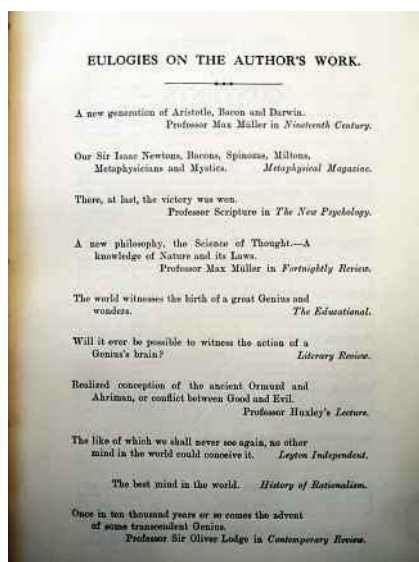 EULOGIES ON THE AUTHOR'S WORK.
A new generation of Aristotle, Bacon and Darwin.
Professor Max Müller in Nineteenth Century.
Our Sir Isaac Newtons, Bacons, Spinozas, Miltons,
Metaphysicians and Mystics. Metaphysical Magazine.
There, at last, the victory was won.
Professor Scripture in The New Psychology.
A new philosophy, the Science of Thought.—A
knowledge of Nature and its Laws.
Professor Max Müller in Fortnightly Review.
The world witnesses the birth of a great Genius and
wonders. The Educational.
Will it ever be possible to witness the action of a
Genius's brain? Literary Review.
Realized conception of the ancient Ormuzd and
Ahriman, or conflict between Good and Evil.
Professor Huxley's Lecture.
The like of which we shall never see again, no other
mind in the world could conceive it. Leyton Independent.
The best mind in the world. History of Rationalism.
Once in ten thousand years or so comes the advent
of some transcendent Genius.
Professor Sir Oliver Lodge in Contemporary Review.